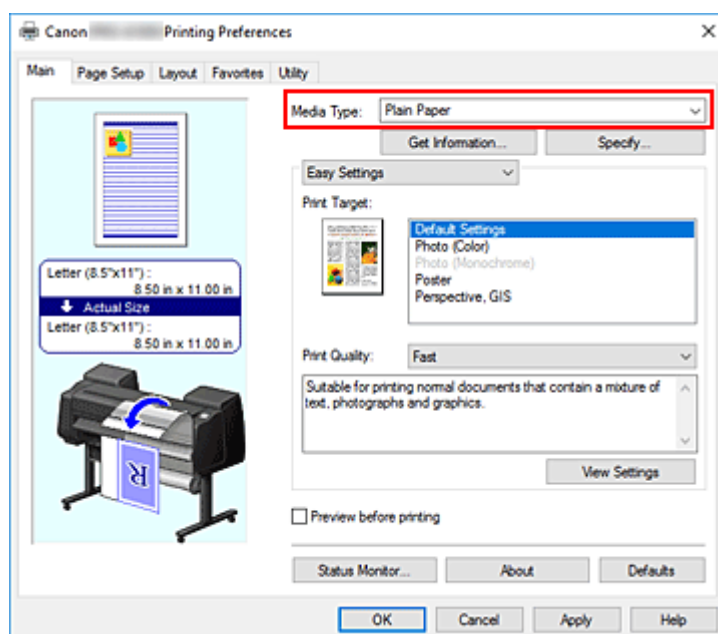 Canon Printing Preferences
Main Page Setup Layout Favorites Utility
Media Type: Plain Paper
Get Information... Specify...
Easy Settings
Print Target:
Default Settings
Photo (Color)
Photo (Monochrome)
Poster
Perspective, GIS
Letter (8.5"x11") :
8.50 in x 11.00 in
Actual Size
Letter (8.5"x11") :
8.50 in x 11.00 in
R
Print Quality: Fast
Suitable for printing normal documents that contain a mixture of
text, photographs and graphics.
View Settings
Preview before printing
Status Monitor... About Defaults
OK Cancel Apply Help